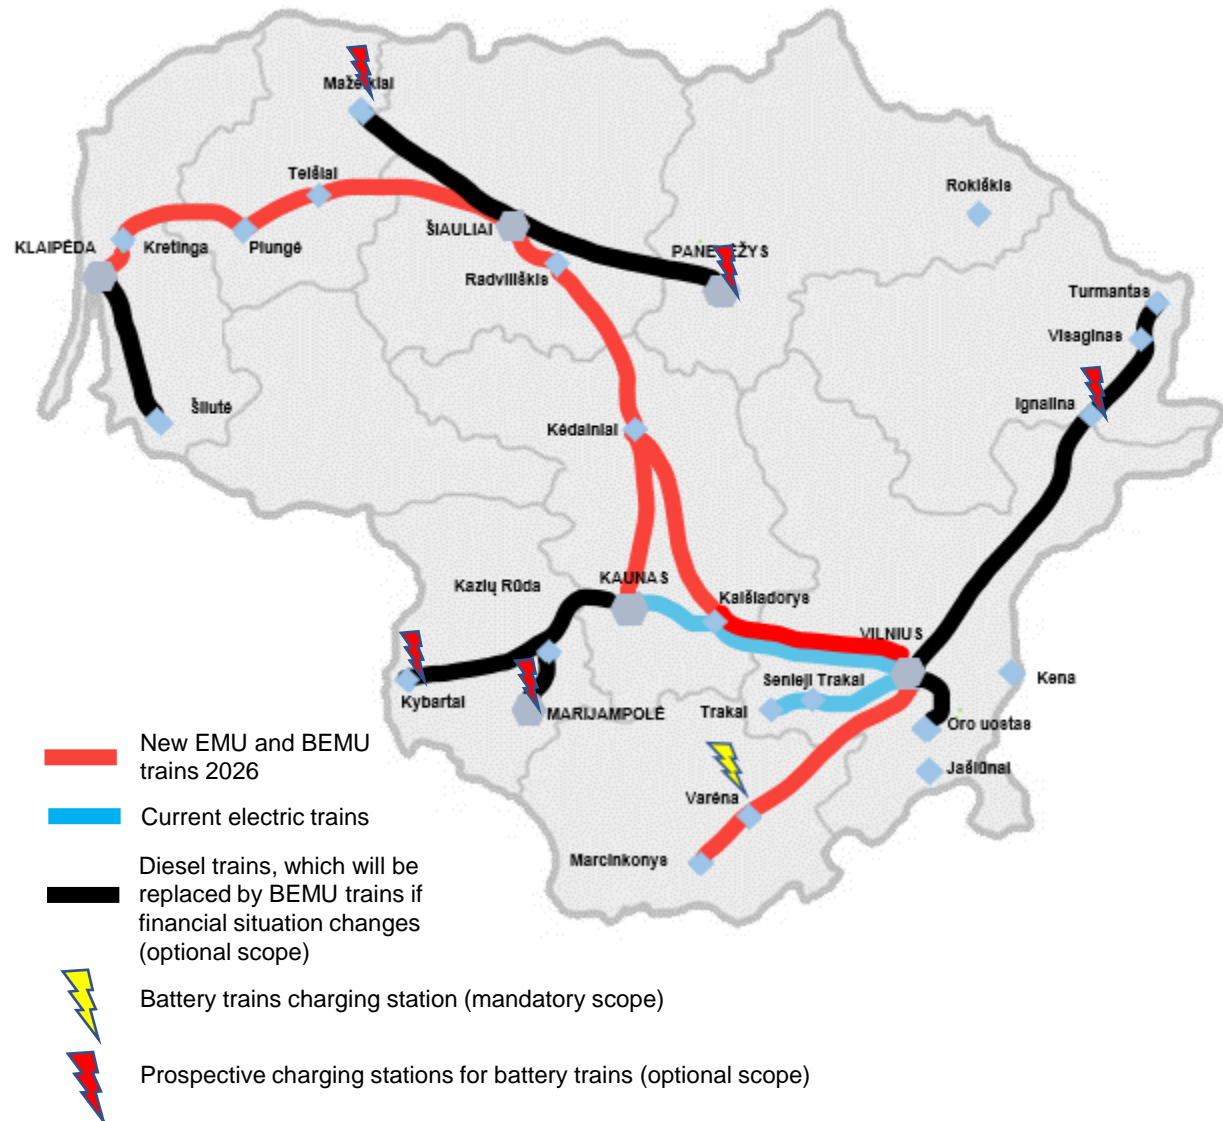 Mažeikiai
Telšiai
Rokiškis
KLAIPĖDA
Kretinga
Plungė
ŠIAULIAI
PANEVĖŽYS
Radviliškis
Turmantas
Visaginas
Ignalina
Šilutė
Kėdainiai
Kazlų Rūda
KAUNAS
Kaišiadorys
VILNIUS
Kybartai
MARIJAMPOLĖ
Senieji Trakai
Trakai
Kena
Oro uostas
Jašiūnai
Varėna
Marcinkonys
New EMU and BEMU
trains 2026
Current electric trains
Diesel trains, which will be
replaced by BEMU trains if
financial situation changes
(optional scope)
Battery trains charging station (mandatory scope)
Prospective charging stations for battery trains (optional scope)